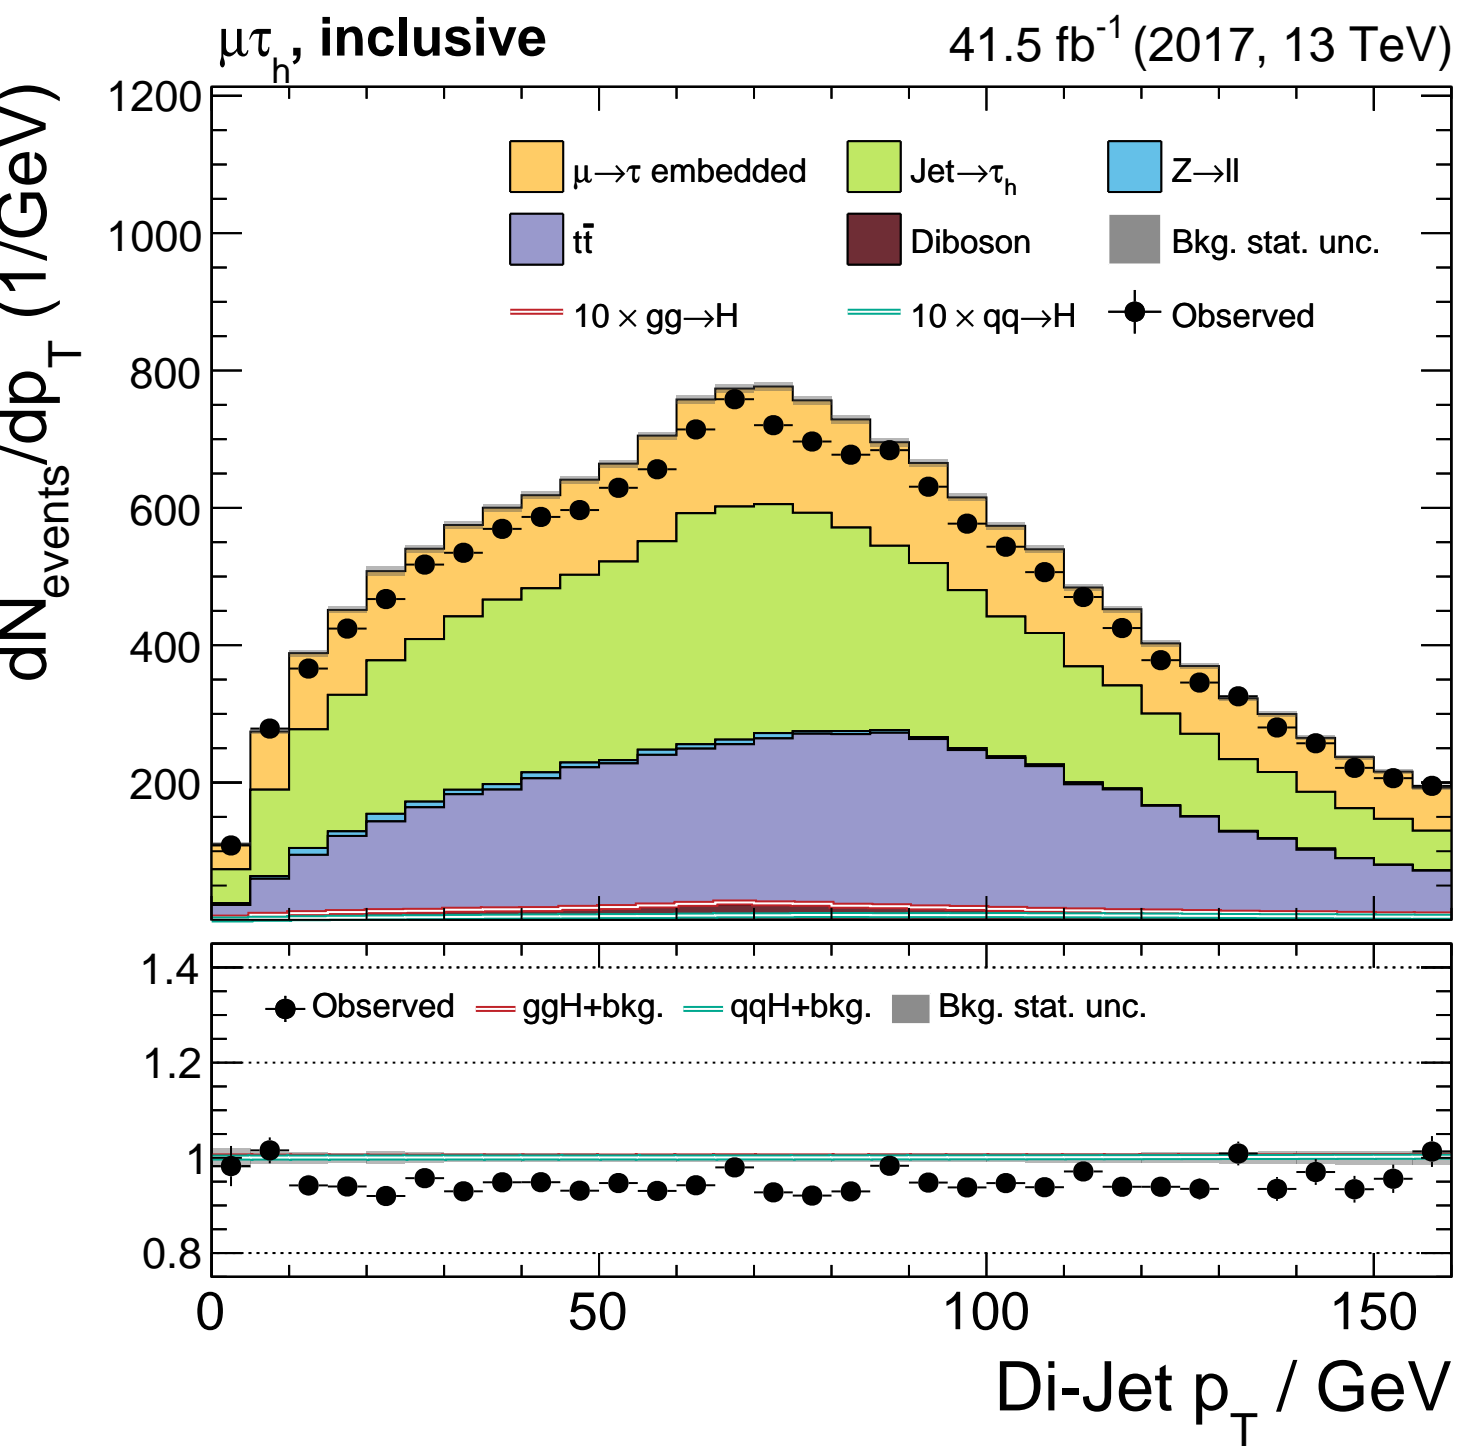 μτh, inclusive
41.5 fb-1 (2017, 13 TeV)
dNevents/dpT (1/GeV)
1200
1000
800
600
400
200
μ→τ embedded
Jet→τh
Z→ll
tt̄
Diboson
Bkg. stat. unc.
10 × gg→H
10 × qq→H
Observed
1.4
1.2
1
0.8
Observed
ggH+bkg.
qqH+bkg.
Bkg. stat. unc.
0
50
100
150
Di-Jet pT / GeV